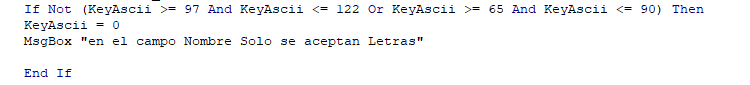 If Not (KeyAscii >= 97 And KeyAscii <= 122 Or KeyAscii >= 65 And KeyAscii <= 90) Then
KeyAscii = 0
MsgBox "en el campo Nombre Solo se aceptan Letras"
End If